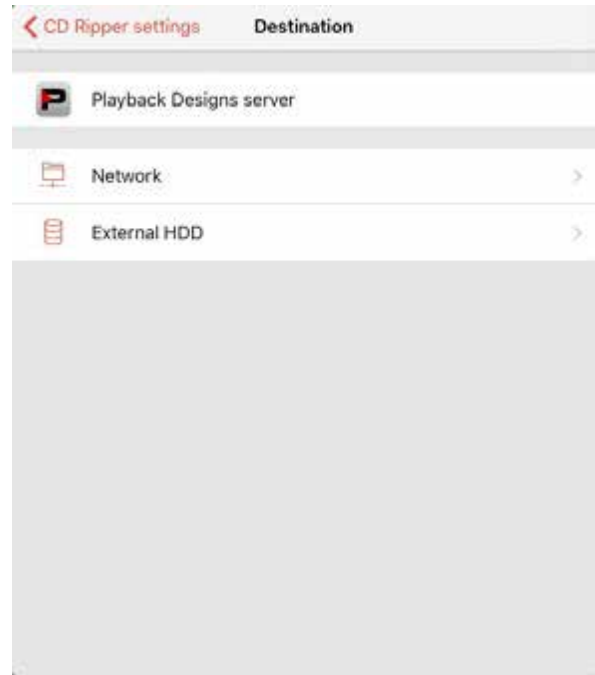 CD Ripper settings Destination
Playback Designs server
Network
External HDD